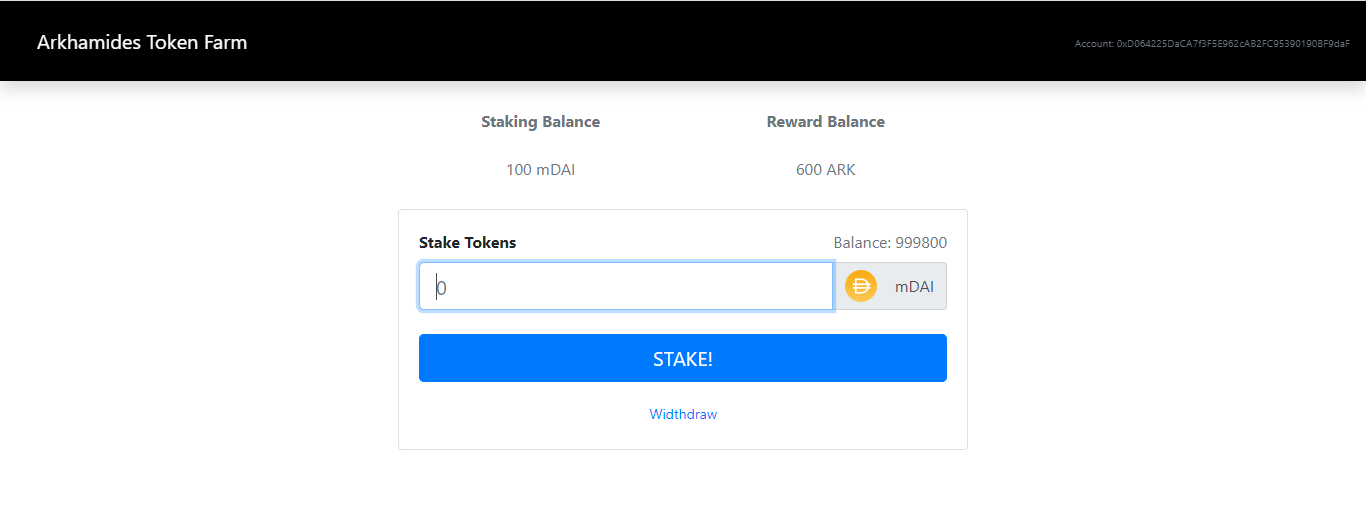 Arkhamides Token Farm
Account: 0xD064225DaCA7f3F5E962cAB2FC95390190BF9daF
Staking Balance
Reward Balance
100 mDAI
600 ARK
Stake Tokens
Balance: 999800
0
mDAI
STAKE!
Widthdraw